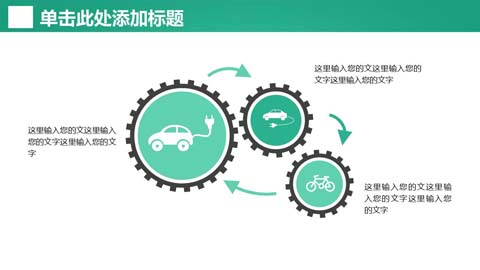 单击此处添加标题
这里输入您的文这里输入您的
文字这里输入您的文字
这里输入您的文这里输入
您的文字这里输入您的文
字
这里输入您的文这里输
入您的文字这里输入您
的文字